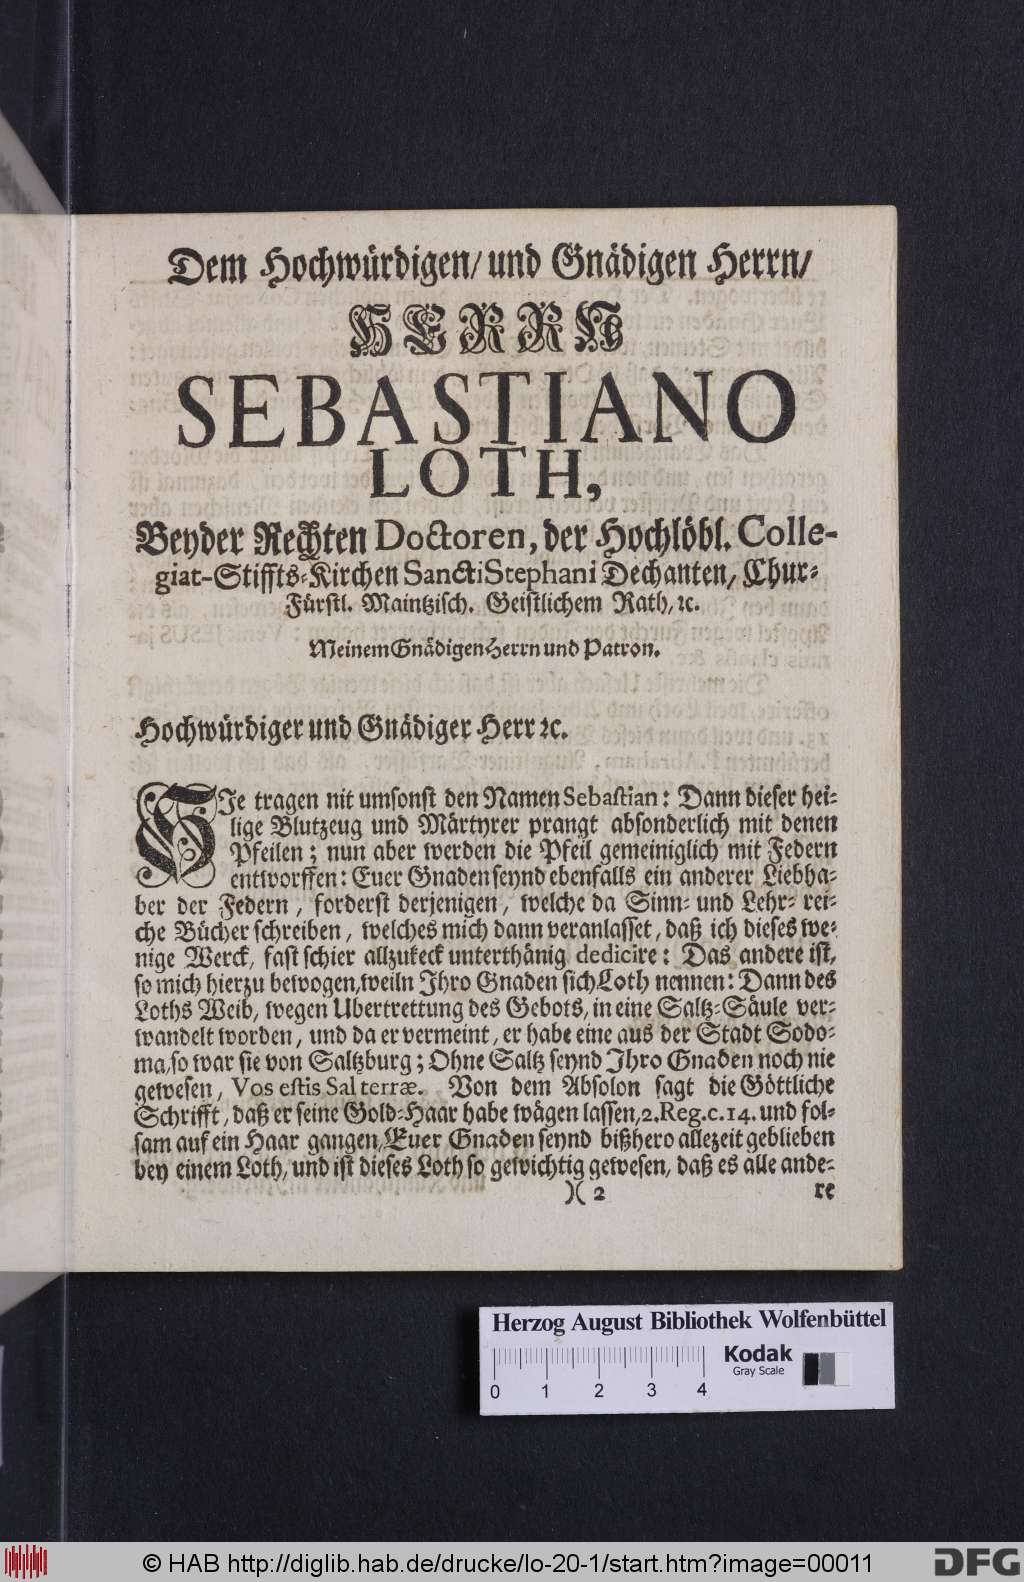 Dem Hochwürdigen/ und Gnädigen Herrn/
HERRN
SEBASTIANO
LOTH,
Beyder Rechten Doctoren, der Hochlöbl. Colle-
giat-Stiffts-Kirchen Sancti Stephani Dechanten, Chur-
Fürstl. Maintzisch. Geistlichem Rath, ꝛc.
Meinem Gnädigen Herrn und Patron.
Hochwürdiger und Gnädiger Herr ꝛc.
SIe tragen nit umsonst den Namen Sebastian: Dann dieser hei-
lige Blutzeug und Märtyrer prangt absonderlich mit denen
Pfeilen; nun aber werden die Pfeil gemeiniglich mit Federn
entworffen: Euer Gnaden seynd ebenfalls ein anderer Liebha-
ber der Federn, forderst derjenigen, welche da Sinn- und Lehr- rei-
che Bücher schreiben, welches mich dann veranlasset, daß ich dieses we-
nige Werck, fast schier allzukeck unterthänig dedicire: Das andere ist,
so mich hierzu bewogen, weiln Ihro Gnaden sich Loth nennen: Dann des
Loths Weib, wegen Ubertrettung des Gebots, in eine Saltz-Säule ver-
wandelt worden, und da er vermeint, er habe eine aus der Stadt Sodo-
ma, so war sie von Saltzburg; Ohne Saltz seynd Ihro Gnaden noch nie
gewesen, Vos estis Sal terræ. Von dem Absolon sagt die Göttliche
Schrifft, daß er seine Gold-Haar habe wägen lassen, 2. Reg. c. 14. und fol-
sam auf ein Haar gangen, Euer Gnaden seynd bißhero allezeit geblieben
bey einem Loth, und ist dieses Loth so gewichtig gewesen, daß es alle ande-
)( 2 re
Herzog August Bibliothek Wolfenbüttel
Kodak
Gray Scale
0 1 2 3 4
© HAB http://diglib.hab.de/drucke/lo-20-1/start.htm?image=00011
DFG